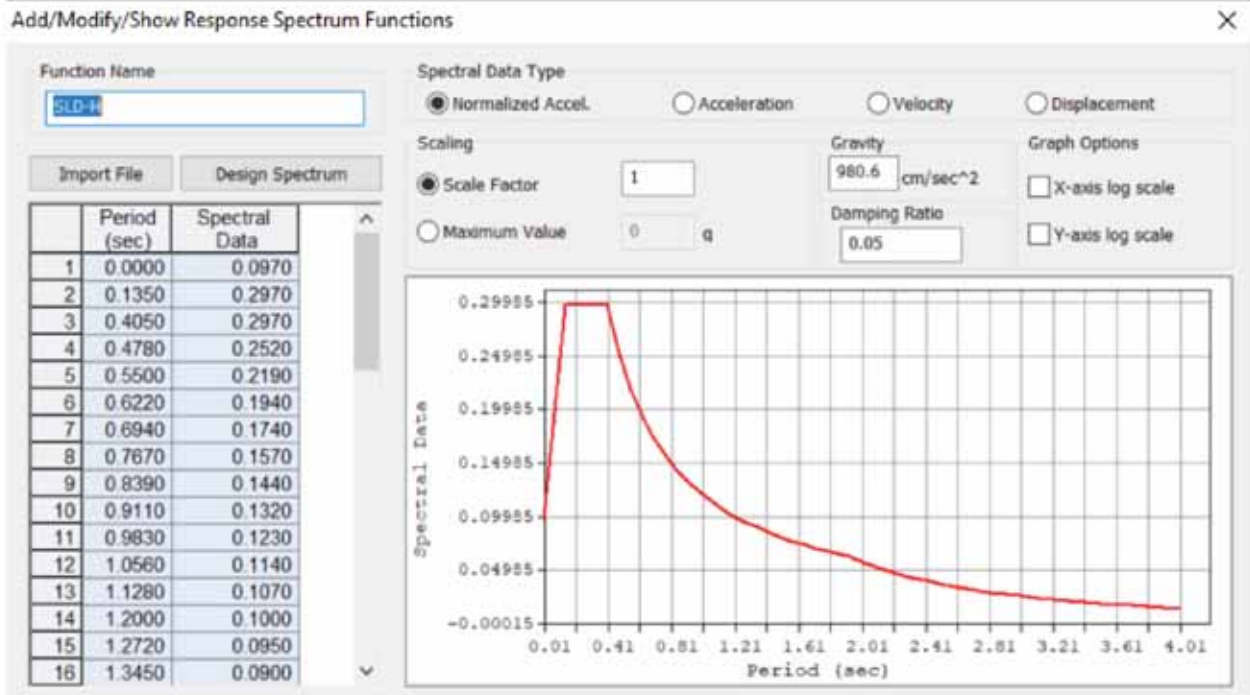 Add/Modify/Show Response Spectrum Functions
Function Name
SLD-H
Import File Design Spectrum
Period (sec) Spectral Data
1 0.0000 0.0970
2 0.1350 0.2970
3 0.4050 0.2970
4 0.4780 0.2520
5 0.5500 0.2190
6 0.6220 0.1940
7 0.6940 0.1740
8 0.7670 0.1570
9 0.8390 0.1440
10 0.9110 0.1320
11 0.9830 0.1230
12 1.0560 0.1140
13 1.1280 0.1070
14 1.2000 0.1000
15 1.2720 0.0950
16 1.3450 0.0900
Spectral Data Type
Normalized Accel. Acceleration Velocity Displacement
Scaling
Scale Factor 1
Maximum Value 0 g
Gravity
980.6 cm/sec^2
Damping Ratio
0.05
Graph Options
X-axis log scale
Y-axis log scale
Spectral Data
0.29985
0.24985
0.19985
0.14985
0.09985
0.04985
-0.00015
0.01 0.41 0.81 1.21 1.61 2.01 2.41 2.81 3.21 3.61 4.01
Period (sec)